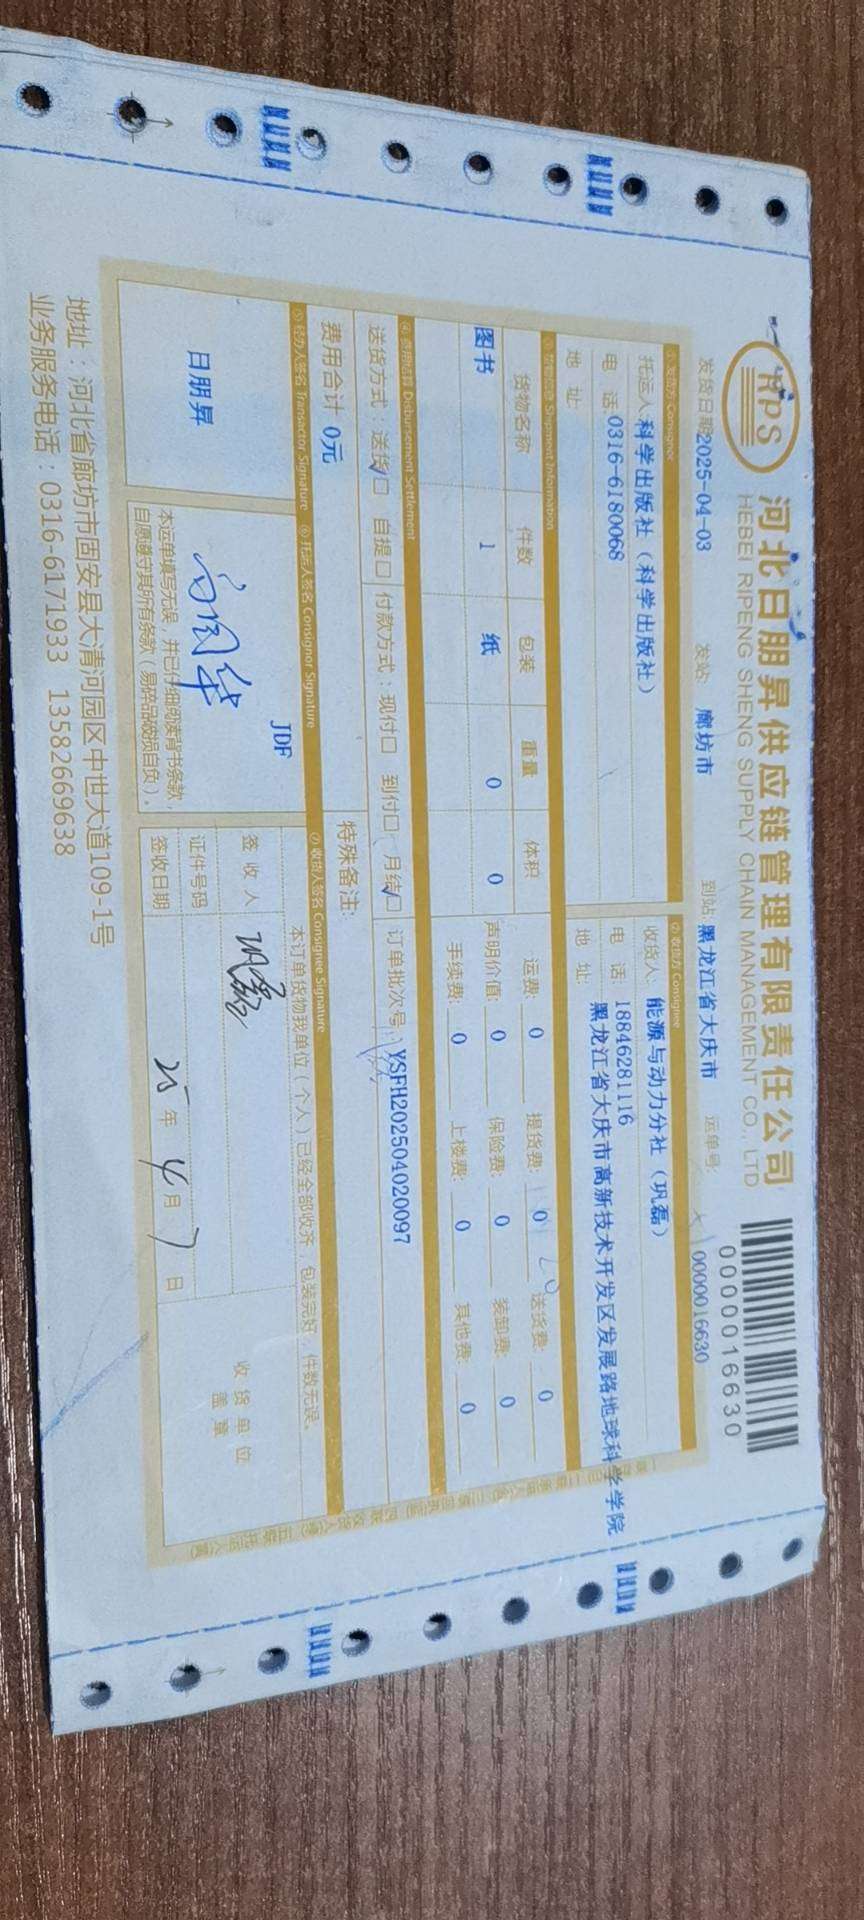 RPS
河北日朋昇供应链管理有限责任公司
HEBEI RIPENG SHENG SUPPLY CHAIN MANAGEMENT CO., LTD
0000016630
发货日期 2025-04-03 发站: 廊坊市 到站: 黑龙江省大庆市 运单号: 0000016630
①发货方 Consignor ②收货方 Consignee
托运人 科学出版社（科学出版社） 收货人 能源与动力分社（巩磊）
电 话 0316-6180068 电 话: 18846281116
地 址: 地 址: 黑龙江省大庆市高新技术开发区发展路地球科学学院
③货物信息 Shipment Information
货物名称 件数 包装 重量 体积 运费: 0 提货费: 0 送货费: 0
图书 1 纸 0 0 声明价值: 0 保险费: 0 装卸费: 0
手续费: 0 上楼费: 0 其他费: 0
④费用结算 Disbursement Settlement
送货方式：送货☑ 自提□ 付款方式：现付□ 到付□ 月结☑ 订单批次号: YSFH202504020097
费用合计 0元 特殊备注:
⑤经办人签名 Transactor Signature ⑥托运人签名 Consignor Signature ⑦收货人签名 Consignee Signature
JDF 本订单货物我单位（个人）已经全部收齐，包装完好，件数无误。
日朋昇 签 收 人 巩磊 收货单位
盖 章
证件号码
本运单填写无误，并已仔细阅读背书条款，
自愿遵守其所有条款（易碎品破损自负）。
签收日期 25 年 4 月 7 日
地址：河北省廊坊市固安县大清河园区中世大道109-1号
业务服务电话：0316-6171933 13582669638